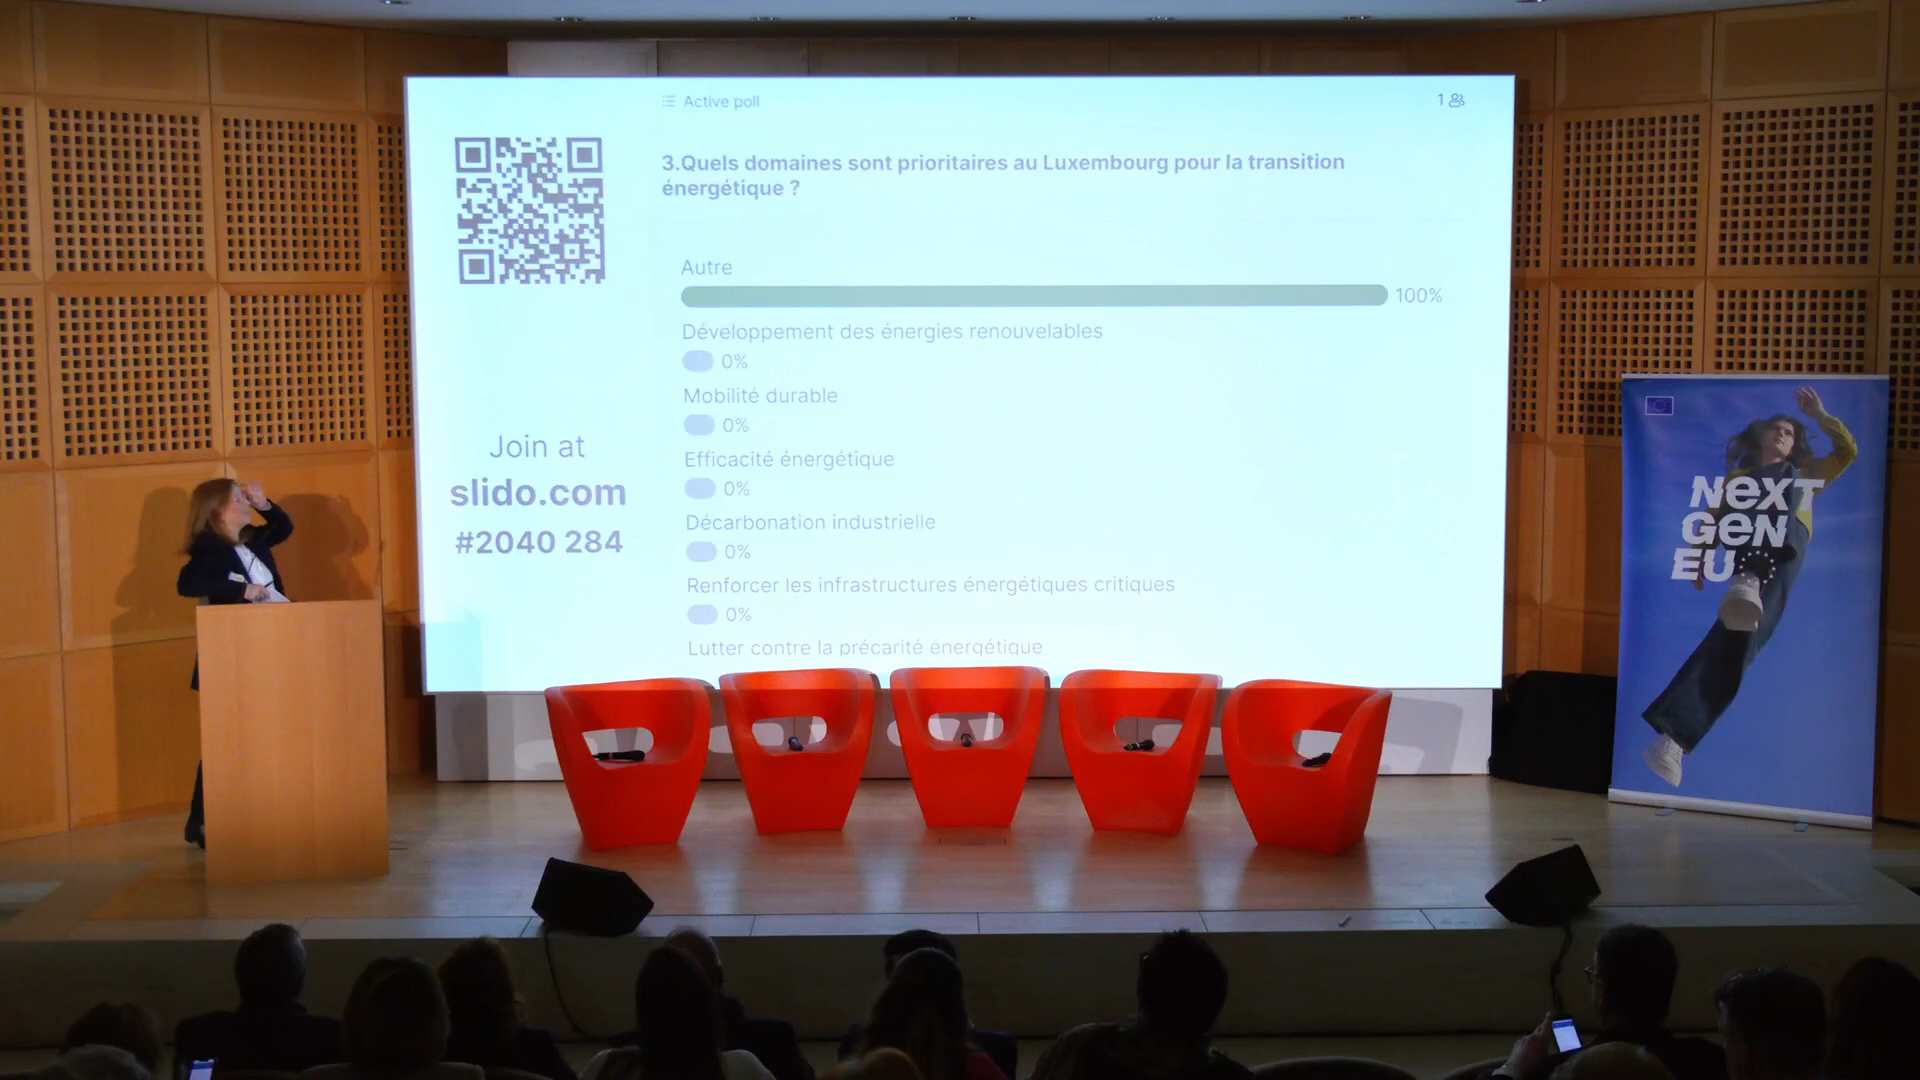 Active poll
1
3.Quels domaines sont prioritaires au Luxembourg pour la transition
énergétique ?
Autre
100%
Développement des énergies renouvelables
0%
Mobilité durable
0%
Efficacité énergétique
0%
Décarbonation industrielle
0%
Renforcer les infrastructures énergétiques critiques
0%
Lutter contre la précarité énergétique
Join at
slido.com
#2040 284
NEXT
GEN
EU